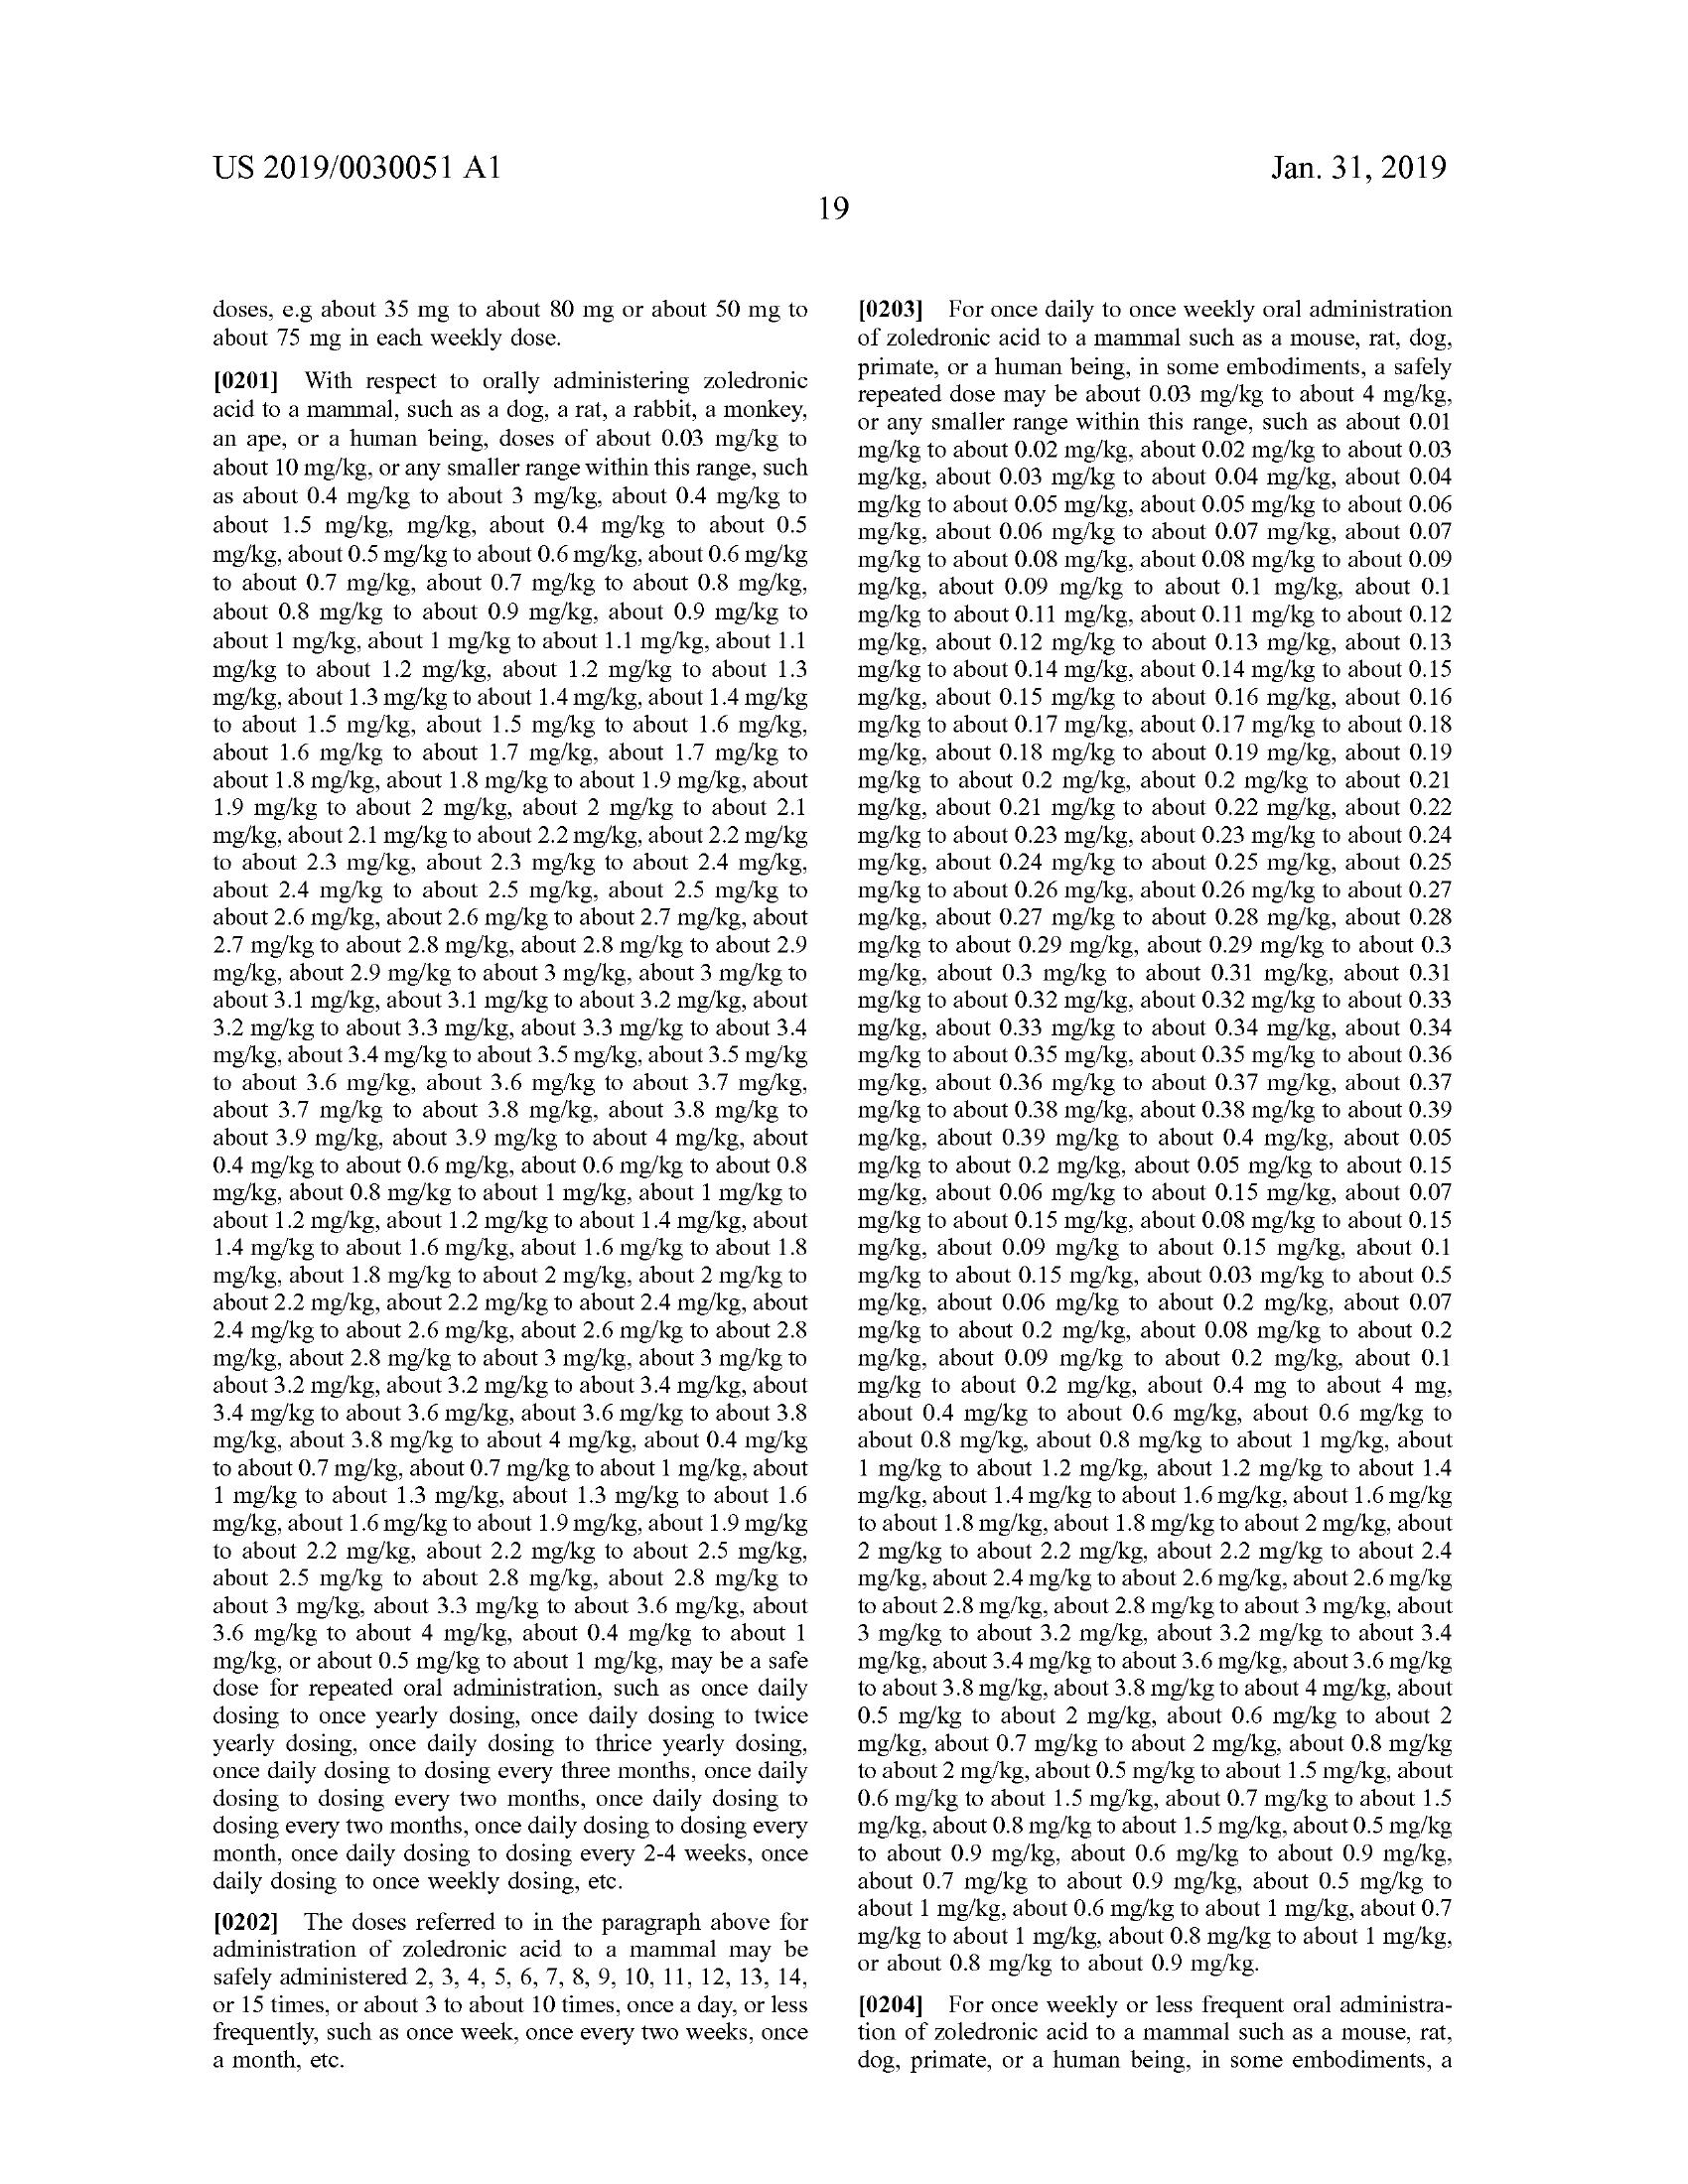 US 2019/0030051 A1
Jan. 31, 2019
19
doses, e.g about 35 mg to about 80 mg or about 50 mg to
about 75 mg in each weekly dose.
[0201] With respect to orally administering zoledronic
acid to a mammal, such as a dog, a rat, a rabbit, a monkey,
an ape, or a human being, doses of about 0.03 mg/kg to
about 10 mg/kg, or any smaller range within this range, such
as about 0.4 mg/kg to about 3 mg/kg, about 0.4 mg/kg to
about 1.5 mg/kg, mg/kg, about 0.4 mg/kg to about 0.5
mg/kg, about 0.5 mg/kg to about 0.6 mg/kg, about 0.6 mg/kg
to about 0.7 mg/kg, about 0.7 mg/kg to about 0.8 mg/kg,
about 0.8 mg/kg to about 0.9 mg/kg, about 0.9 mg/kg to
about 1 mg/kg, about 1 mg/kg to about 1.1 mg/kg, about 1.1
mg/kg to about 1.2 mg/kg, about 1.2 mg/kg to about 1.3
mg/kg, about 1.3 mg/kg to about 1.4 mg/kg, about 1.4 mg/kg
to about 1.5 mg/kg, about 1.5 mg/kg to about 1.6 mg/kg,
about 1.6 mg/kg to about 1.7 mg/kg, about 1.7 mg/kg to
about 1.8 mg/kg, about 1.8 mg/kg to about 1.9 mg/kg, about
1.9 mg/kg to about 2 mg/kg, about 2 mg/kg to about 2.1
mg/kg, about 2.1 mg/kg to about 2.2 mg/kg, about 2.2 mg/kg
to about 2.3 mg/kg, about 2.3 mg/kg to about 2.4 mg/kg,
about 2.4 mg/kg to about 2.5 mg/kg, about 2.5 mg/kg to
about 2.6 mg/kg, about 2.6 mg/kg to about 2.7 mg/kg, about
2.7 mg/kg to about 2.8 mg/kg, about 2.8 mg/kg to about 2.9
mg/kg, about 2.9 mg/kg to about 3 mg/kg, about 3 mg/kg to
about 3.1 mg/kg, about 3.1 mg/kg to about 3.2 mg/kg, about
3.2 mg/kg to about 3.3 mg/kg, about 3.3 mg/kg to about 3.4
mg/kg, about 3.4 mg/kg to about 3.5 mg/kg, about 3.5 mg/kg
to about 3.6 mg/kg, about 3.6 mg/kg to about 3.7 mg/kg,
about 3.7 mg/kg to about 3.8 mg/kg, about 3.8 mg/kg to
about 3.9 mg/kg, about 3.9 mg/kg to about 4 mg/kg, about
0.4 mg/kg to about 0.6 mg/kg, about 0.6 mg/kg to about 0.8
mg/kg, about 0.8 mg/kg to about 1 mg/kg, about 1 mg/kg to
about 1.2 mg/kg, about 1.2 mg/kg to about 1.4 mg/kg, about
1.4 mg/kg to about 1.6 mg/kg, about 1.6 mg/kg to about 1.8
mg/kg, about 1.8 mg/kg to about 2 mg/kg, about 2 mg/kg to
about 2.2 mg/kg, about 2.2 mg/kg to about 2.4 mg/kg, about
2.4 mg/kg to about 2.6 mg/kg, about 2.6 mg/kg to about 2.8
mg/kg, about 2.8 mg/kg to about 3 mg/kg, about 3 mg/kg to
about 3.2 mg/kg, about 3.2 mg/kg to about 3.4 mg/kg, about
3.4 mg/kg to about 3.6 mg/kg, about 3.6 mg/kg to about 3.8
mg/kg, about 3.8 mg/kg to about 4 mg/kg, about 0.4 mg/kg
to about 0.7 mg/kg, about 0.7 mg/kg to about 1 mg/kg, about
1 mg/kg to about 1.3 mg/kg, about 1.3 mg/kg to about 1.6
mg/kg, about 1.6 mg/kg to about 1.9 mg/kg, about 1.9 mg/kg
to about 2.2 mg/kg, about 2.2 mg/kg to about 2.5 mg/kg,
about 2.5 mg/kg to about 2.8 mg/kg, about 2.8 mg/kg to
about 3 mg/kg, about 3.3 mg/kg to about 3.6 mg/kg, about
3.6 mg/kg to about 4 mg/kg, about 0.4 mg/kg to about 1
mg/kg, or about 0.5 mg/kg to about 1 mg/kg, may be a safe
dose for repeated oral administration, such as once daily
dosing to once yearly dosing, once daily dosing to twice
yearly dosing, once daily dosing to thrice yearly dosing,
once daily dosing to dosing every three months, once daily
dosing to dosing every two months, once daily dosing to
dosing every two months, once daily dosing to dosing every
month, once daily dosing to dosing every 2-4 weeks, once
daily dosing to once weekly dosing, etc.
[0202] The doses referred to in the paragraph above for
administration of zoledronic acid to a mammal may be
safely administered 2, 3, 4, 5, 6, 7, 8, 9, 10, 11, 12, 13, 14,
or 15 times, or about 3 to about 10 times, once a day, or less
frequently, such as once week, once every two weeks, once
a month, etc.
[0203] For once daily to once weekly oral administration
of zoledronic acid to a mammal such as a mouse, rat, dog,
primate, or a human being, in some embodiments, a safely
repeated dose may be about 0.03 mg/kg to about 4 mg/kg,
or any smaller range within this range, such as about 0.01
mg/kg to about 0.02 mg/kg, about 0.02 mg/kg to about 0.03
mg/kg, about 0.03 mg/kg to about 0.04 mg/kg, about 0.04
mg/kg to about 0.05 mg/kg, about 0.05 mg/kg to about 0.06
mg/kg, about 0.06 mg/kg to about 0.07 mg/kg, about 0.07
mg/kg to about 0.08 mg/kg, about 0.08 mg/kg to about 0.09
mg/kg, about 0.09 mg/kg to about 0.1 mg/kg, about 0.1
mg/kg to about 0.11 mg/kg, about 0.11 mg/kg to about 0.12
mg/kg, about 0.12 mg/kg to about 0.13 mg/kg, about 0.13
mg/kg to about 0.14 mg/kg, about 0.14 mg/kg to about 0.15
mg/kg, about 0.15 mg/kg to about 0.16 mg/kg, about 0.16
mg/kg to about 0.17 mg/kg, about 0.17 mg/kg to about 0.18
mg/kg, about 0.18 mg/kg to about 0.19 mg/kg, about 0.19
mg/kg to about 0.2 mg/kg, about 0.2 mg/kg to about 0.21
mg/kg, about 0.21 mg/kg to about 0.22 mg/kg, about 0.22
mg/kg to about 0.23 mg/kg, about 0.23 mg/kg to about 0.24
mg/kg, about 0.24 mg/kg to about 0.25 mg/kg, about 0.25
mg/kg to about 0.26 mg/kg, about 0.26 mg/kg to about 0.27
mg/kg, about 0.27 mg/kg to about 0.28 mg/kg, about 0.28
mg/kg to about 0.29 mg/kg, about 0.29 mg/kg to about 0.3
mg/kg, about 0.3 mg/kg to about 0.31 mg/kg, about 0.31
mg/kg to about 0.32 mg/kg, about 0.32 mg/kg to about 0.33
mg/kg, about 0.33 mg/kg to about 0.34 mg/kg, about 0.34
mg/kg to about 0.35 mg/kg, about 0.35 mg/kg to about 0.36
mg/kg, about 0.36 mg/kg to about 0.37 mg/kg, about 0.37
mg/kg to about 0.38 mg/kg, about 0.38 mg/kg to about 0.39
mg/kg, about 0.39 mg/kg to about 0.4 mg/kg, about 0.05
mg/kg to about 0.2 mg/kg, about 0.05 mg/kg to about 0.15
mg/kg, about 0.06 mg/kg to about 0.15 mg/kg, about 0.07
mg/kg to about 0.15 mg/kg, about 0.08 mg/kg to about 0.15
mg/kg, about 0.09 mg/kg to about 0.15 mg/kg, about 0.1
mg/kg to about 0.15 mg/kg, about 0.03 mg/kg to about 0.5
mg/kg, about 0.06 mg/kg to about 0.2 mg/kg, about 0.07
mg/kg to about 0.2 mg/kg, about 0.08 mg/kg to about 0.2
mg/kg, about 0.09 mg/kg to about 0.2 mg/kg, about 0.1
mg/kg to about 0.2 mg/kg, about 0.4 mg to about 4 mg,
about 0.4 mg/kg to about 0.6 mg/kg, about 0.6 mg/kg to
about 0.8 mg/kg, about 0.8 mg/kg to about 1 mg/kg, about
1 mg/kg to about 1.2 mg/kg, about 1.2 mg/kg to about 1.4
mg/kg, about 1.4 mg/kg to about 1.6 mg/kg, about 1.6 mg/kg
to about 1.8 mg/kg, about 1.8 mg/kg to about 2 mg/kg, about
2 mg/kg to about 2.2 mg/kg, about 2.2 mg/kg to about 2.4
mg/kg, about 2.4 mg/kg to about 2.6 mg/kg, about 2.6 mg/kg
to about 2.8 mg/kg, about 2.8 mg/kg to about 3 mg/kg, about
3 mg/kg to about 3.2 mg/kg, about 3.2 mg/kg to about 3.4
mg/kg, about 3.4 mg/kg to about 3.6 mg/kg, about 3.6 mg/kg
to about 3.8 mg/kg, about 3.8 mg/kg to about 4 mg/kg, about
0.5 mg/kg to about 2 mg/kg, about 0.6 mg/kg to about 2
mg/kg, about 0.7 mg/kg to about 2 mg/kg, about 0.8 mg/kg
to about 2 mg/kg, about 0.5 mg/kg to about 1.5 mg/kg, about
0.6 mg/kg to about 1.5 mg/kg, about 0.7 mg/kg to about 1.5
mg/kg, about 0.8 mg/kg to about 1.5 mg/kg, about 0.5 mg/kg
to about 0.9 mg/kg, about 0.6 mg/kg to about 0.9 mg/kg,
about 0.7 mg/kg to about 0.9 mg/kg, about 0.5 mg/kg to
about 1 mg/kg, about 0.6 mg/kg to about 1 mg/kg, about 0.7
mg/kg to about 1 mg/kg, about 0.8 mg/kg to about 1 mg/kg,
or about 0.8 mg/kg to about 0.9 mg/kg.
[0204] For once weekly or less frequent oral administra-
tion of zoledronic acid to a mammal such as a mouse, rat,
dog, primate, or a human being, in some embodiments, a